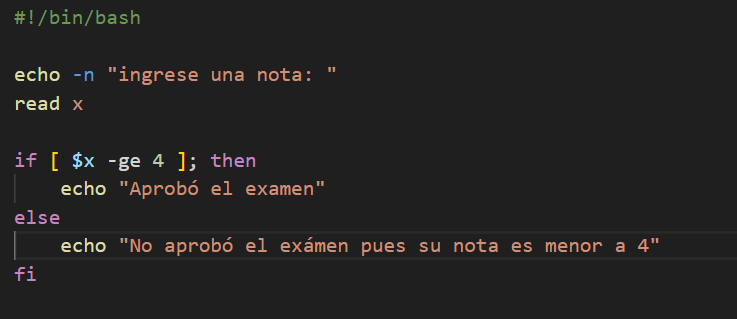 #!/bin/bash
echo -n "ingrese una nota: "
read x
if [ $x -ge 4 ]; then
echo "Aprobó el examen"
else
echo "No aprobó el exámen pues su nota es menor a 4"
fi